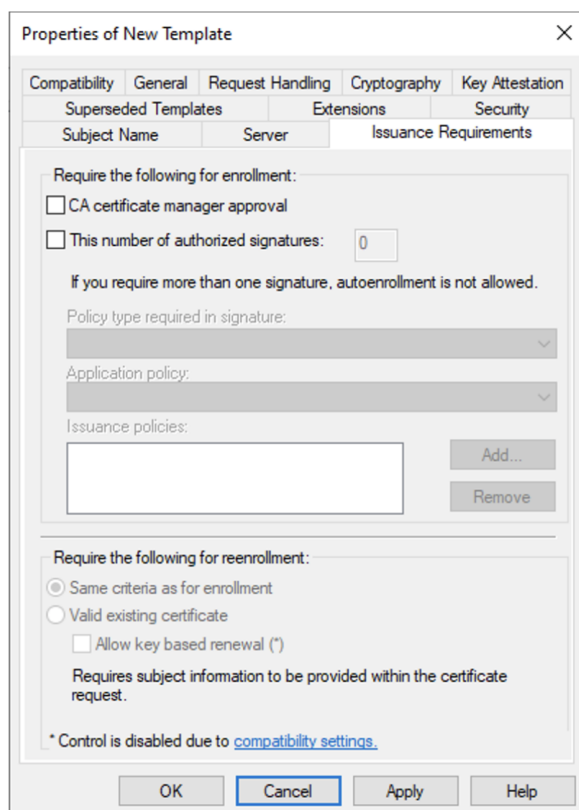 Properties of New Template
Compatibility General Request Handling Cryptography Key Attestation
Superseded Templates Extensions Security
Subject Name Server Issuance Requirements
Require the following for enrollment:
CA certificate manager approval
This number of authorized signatures: 0
If you require more than one signature, autoenrollment is not allowed.
Policy type required in signature:
Application policy:
Issuance policies:
Add...
Remove
Require the following for reenrollment:
Same criteria as for enrollment
Valid existing certificate
Allow key based renewal (*)
Requires subject information to be provided within the certificate
request.
* Control is disabled due to compatibility settings.
OK Cancel Apply Help